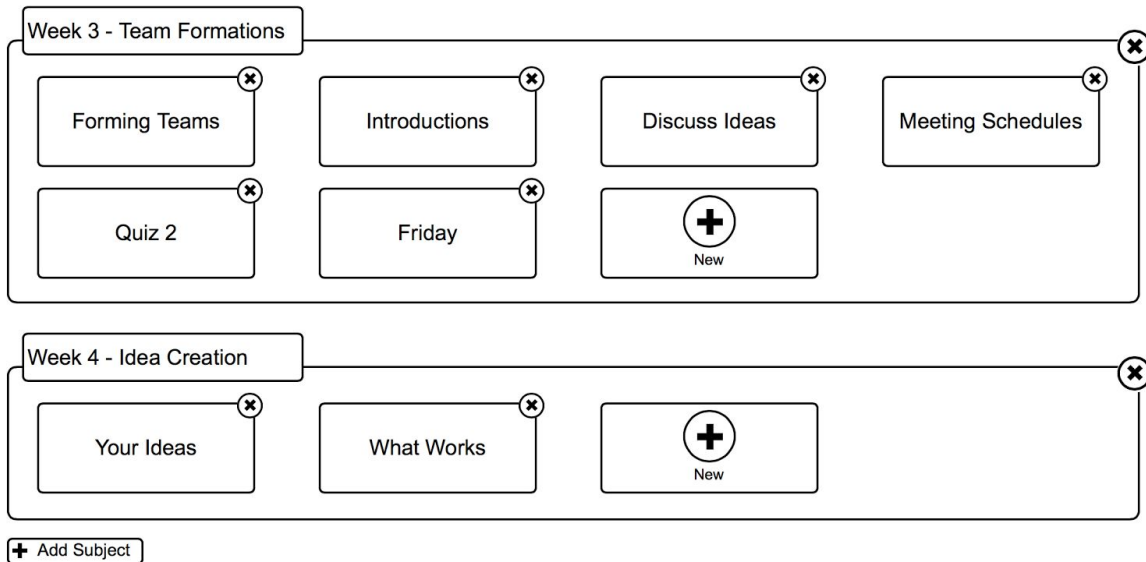 Week 3 - Team Formations
Forming Teams
Introductions
Discuss Ideas
Meeting Schedules
Quiz 2
Friday
New
Week 4 - Idea Creation
Your Ideas
What Works
New
Add Subject